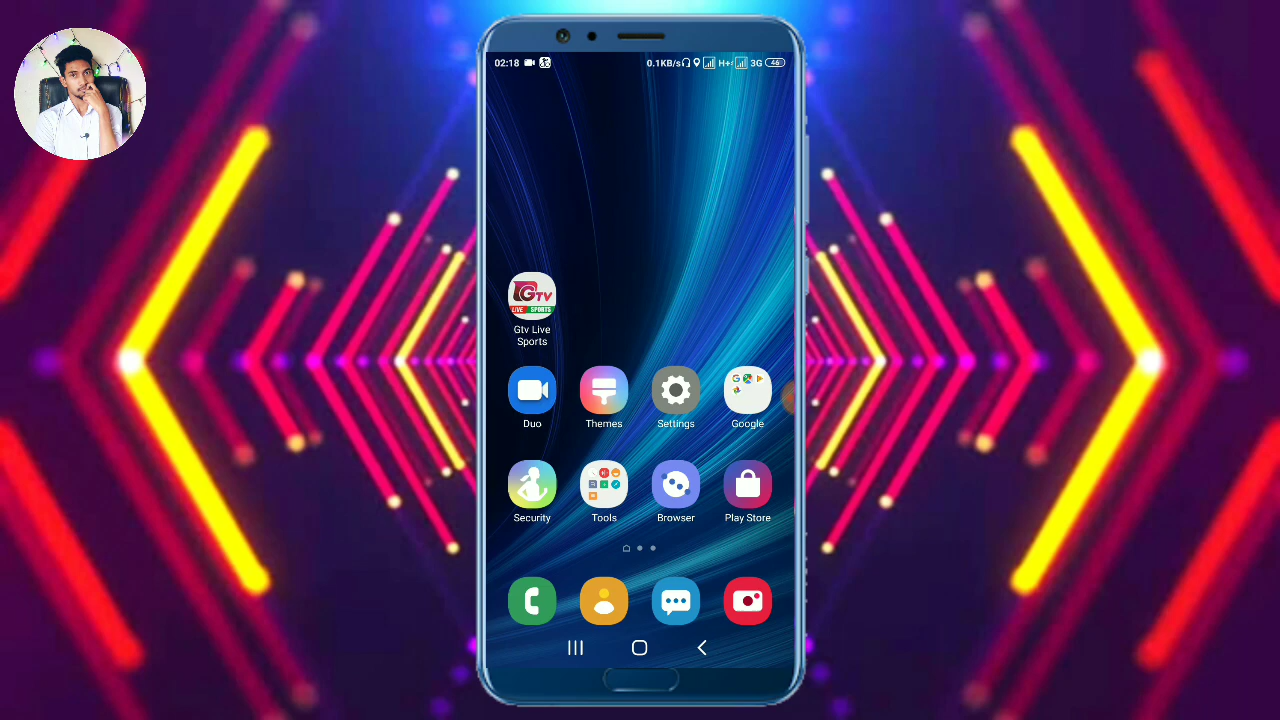 02:18
0.1KB/s H+ 3G 46
GTV
LIVE SPORTS
Gtv Live
Sports
Duo Themes Settings Google
Security Tools Browser Play Store